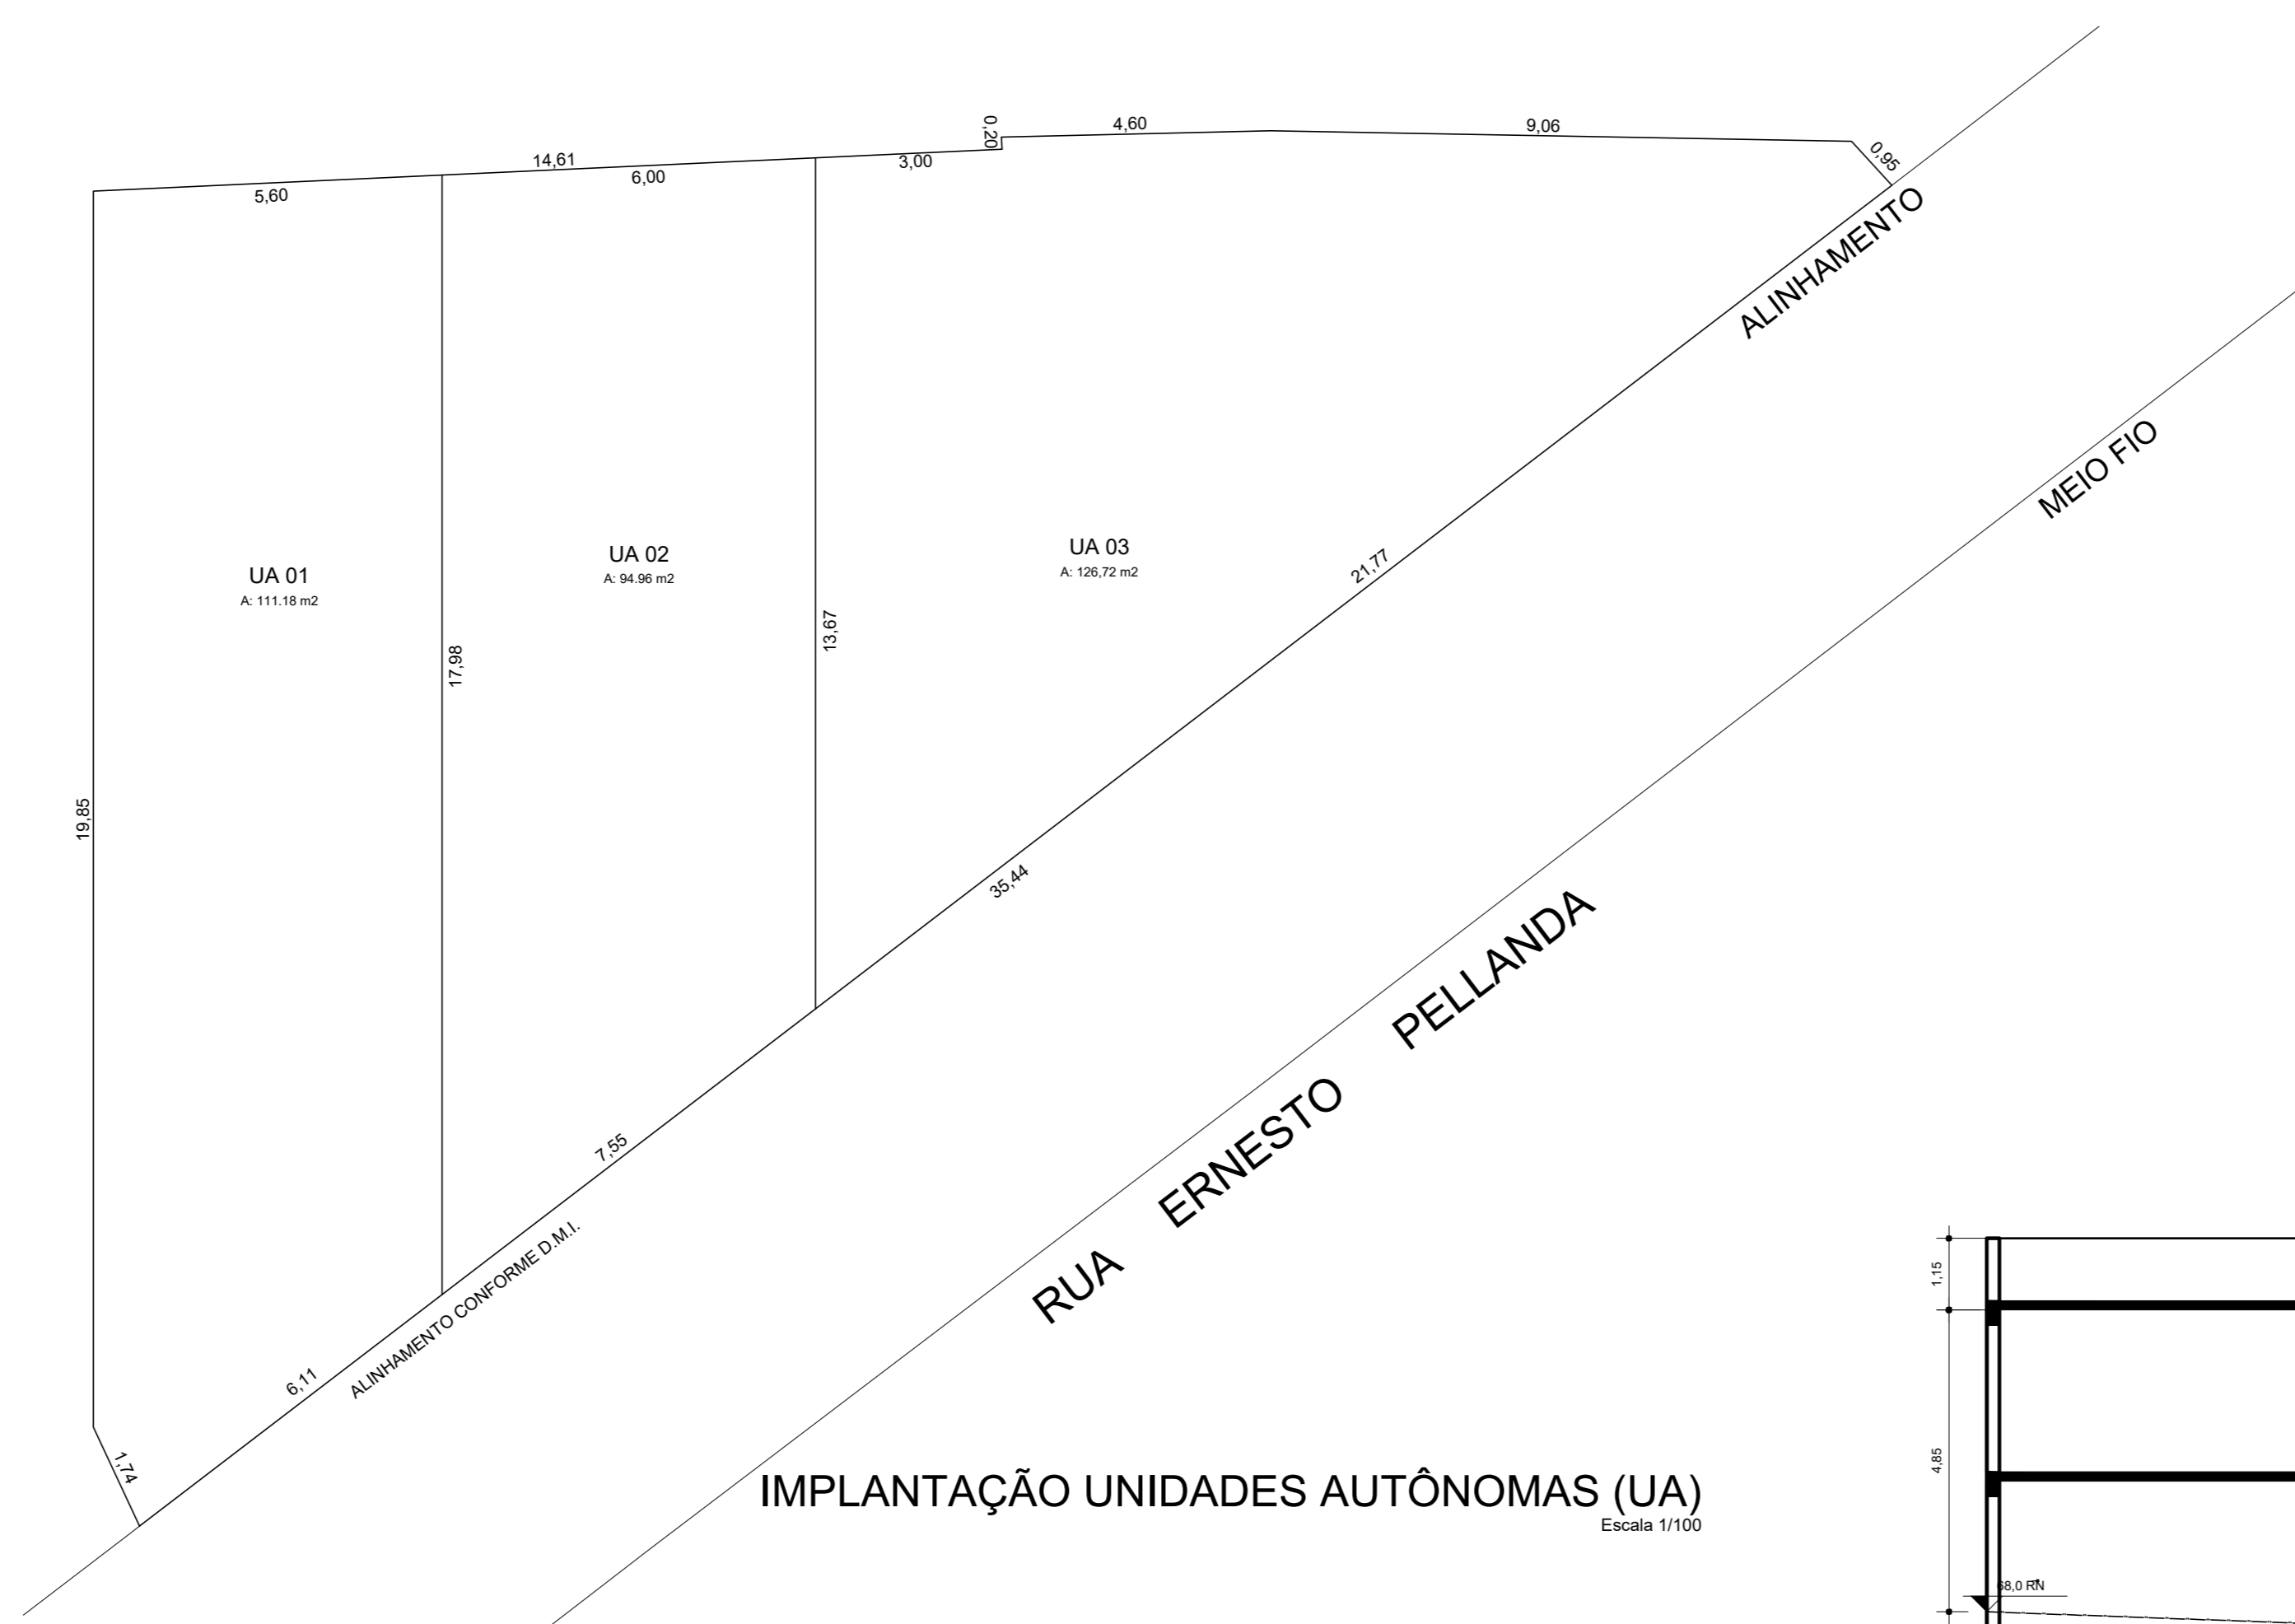 0,20
4,60
9,06
14,61
5,60
6,00
3,00
0,95
ALINHAMENTO
MEIO FIO
UA 01
A: 111.18 m2
UA 02
A: 94.96 m2
UA 03
A: 126,72 m2
21,77
13,67
17,98
19,85
35,44
7,55
6,11
1,74
ALINHAMENTO CONFORME D.M.I.
RUA ERNESTO PELLANDA
IMPLANTAÇÃO UNIDADES AUTÔNOMAS (UA)
Escala 1/100
1,15
4,85
68,0 RN